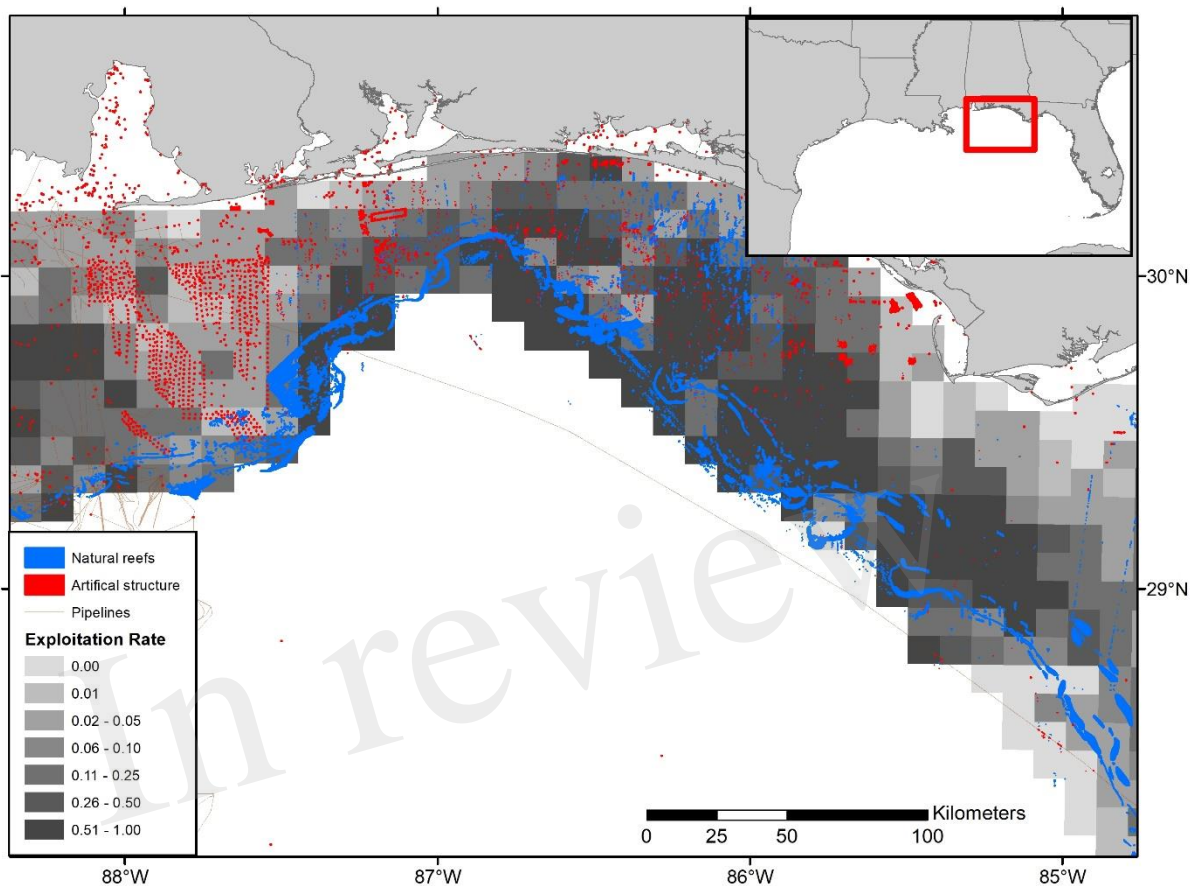 30°N
29°N
Natural reefs
Artifical structure
Pipelines
Exploitation Rate
0.00
0.01
0.02 - 0.05
0.06 - 0.10
0.11 - 0.25
0.26 - 0.50
0.51 - 1.00
In review
Kilometers
0 25 50 100
88°W 87°W 86°W 85°W